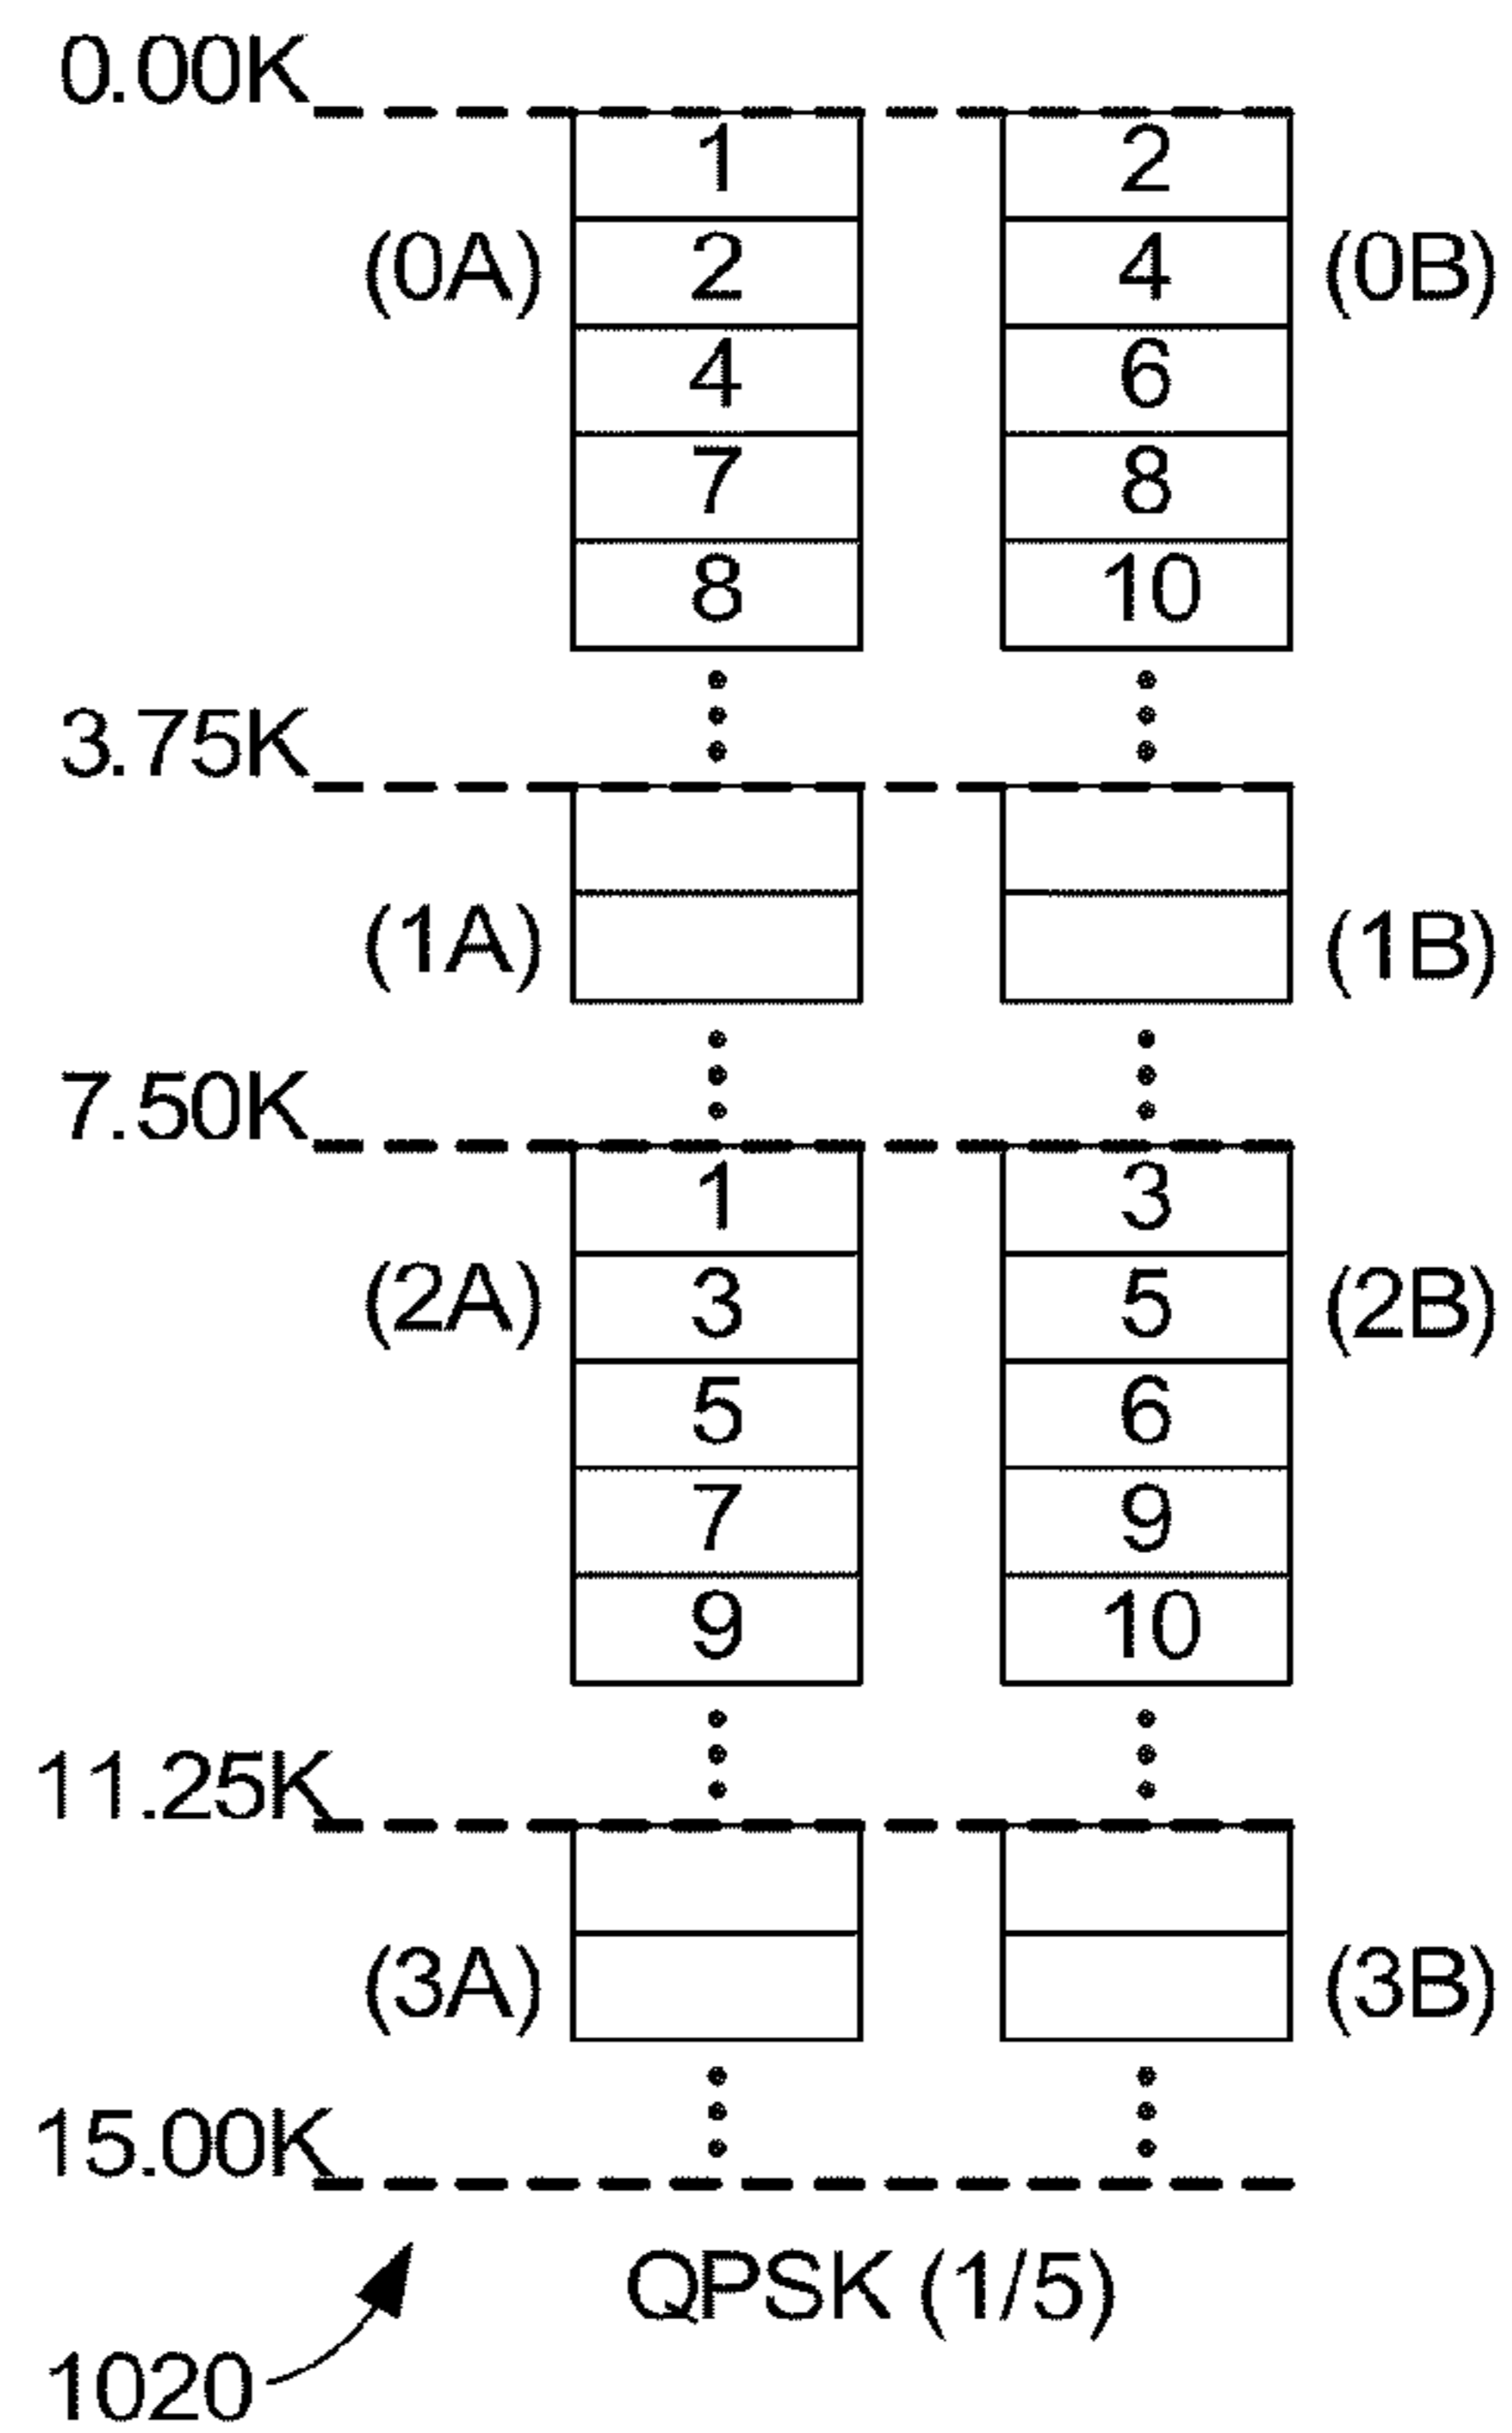 0.00K
1 2
(0A) 2 4 (0B)
4 6
7 8
8 10
3.75K
(1A) (1B)
7.50K
1 3
(2A) 3 5 (2B)
5 6
7 9
9 10
11.25K
(3A) (3B)
15.00K
QPSK (1/5)
1020